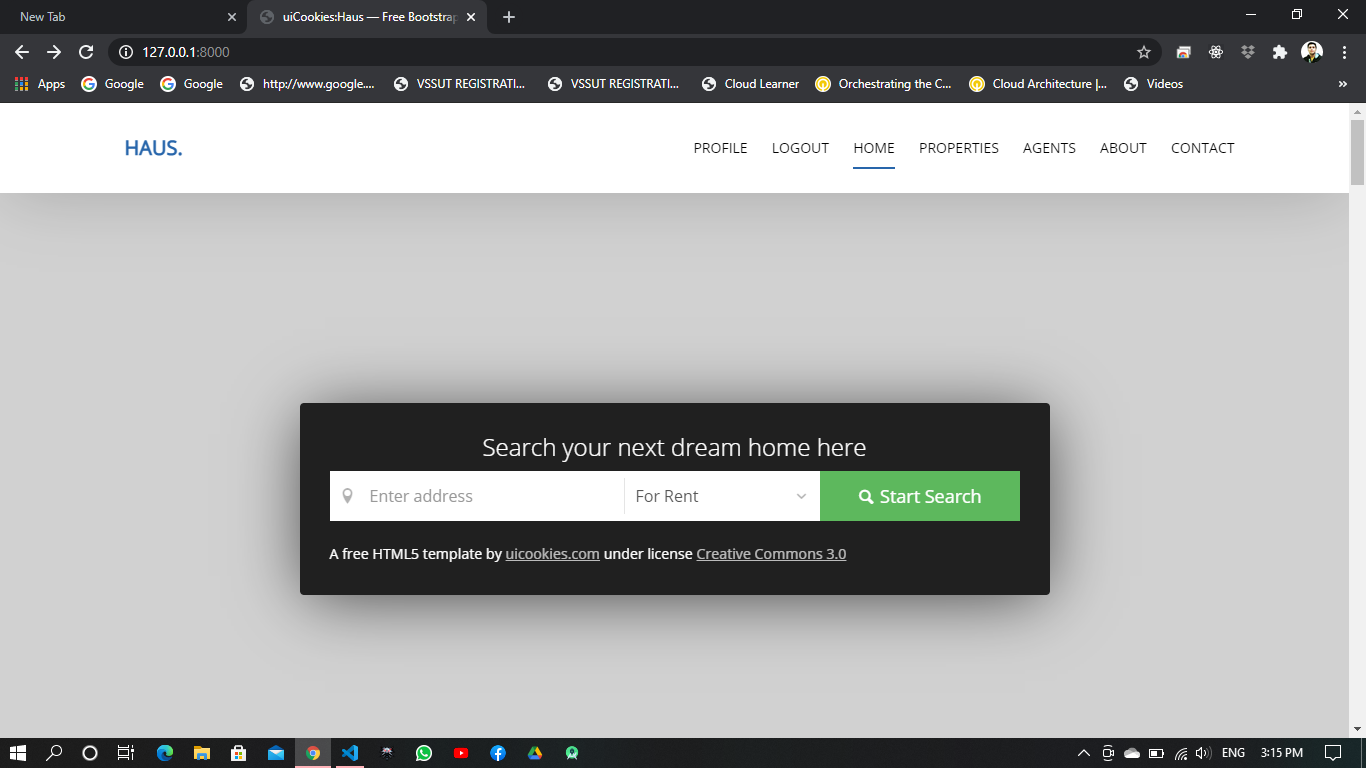 New Tab
uiCookies:Haus — Free Bootstrap
127.0.0.1:8000
Apps
Google
Google
http://www.google....
VSSUT REGISTRATI...
VSSUT REGISTRATI...
Cloud Learner
Orchestrating the C...
Cloud Architecture |...
Videos
»
HAUS.
PROFILE
LOGOUT
HOME
PROPERTIES
AGENTS
ABOUT
CONTACT
Search your next dream home here
Enter address
For Rent
Start Search
A free HTML5 template by uicookies.com under license Creative Commons 3.0
ENG
3:15 PM